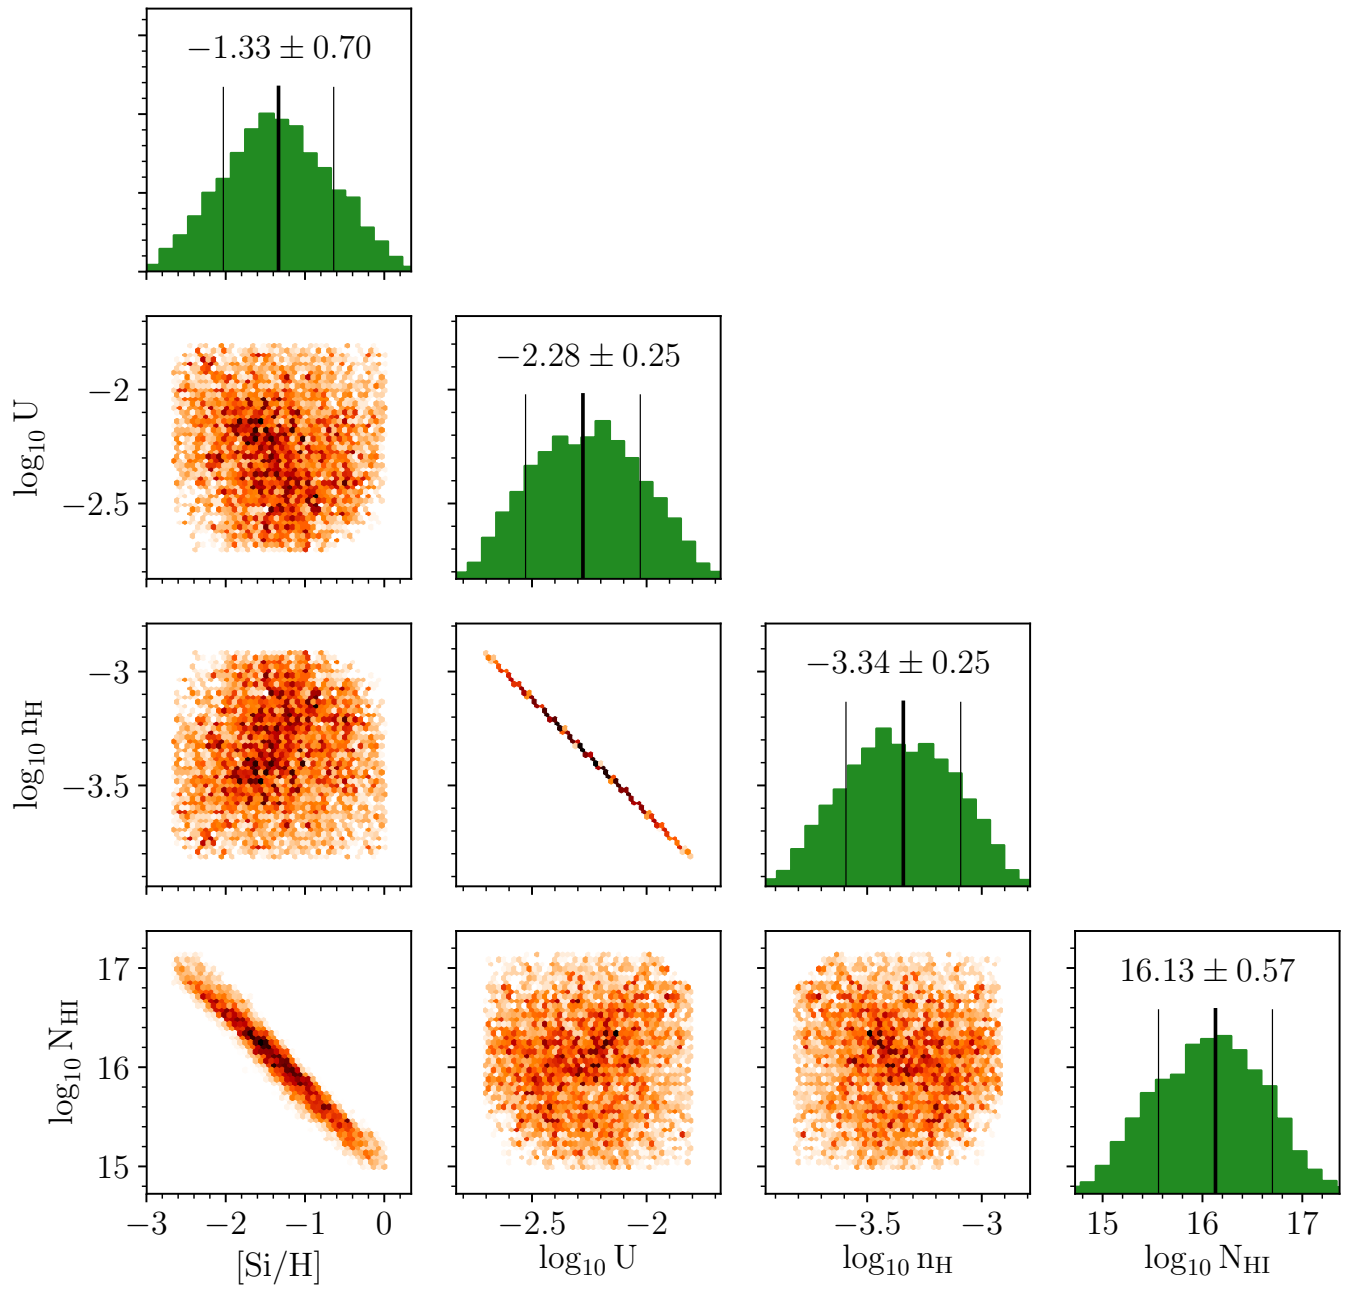 −1.33 ± 0.70
log₁₀ U
−2
−2.5
−2.28 ± 0.25
log₁₀ n_H
−3
−3.5
−3.34 ± 0.25
log₁₀ N_HI
17
16
15
16.13 ± 0.57
−3 −2 −1 0
[Si/H]
−2.5 −2
log₁₀ U
−3.5 −3
log₁₀ n_H
15 16 17
log₁₀ N_HI